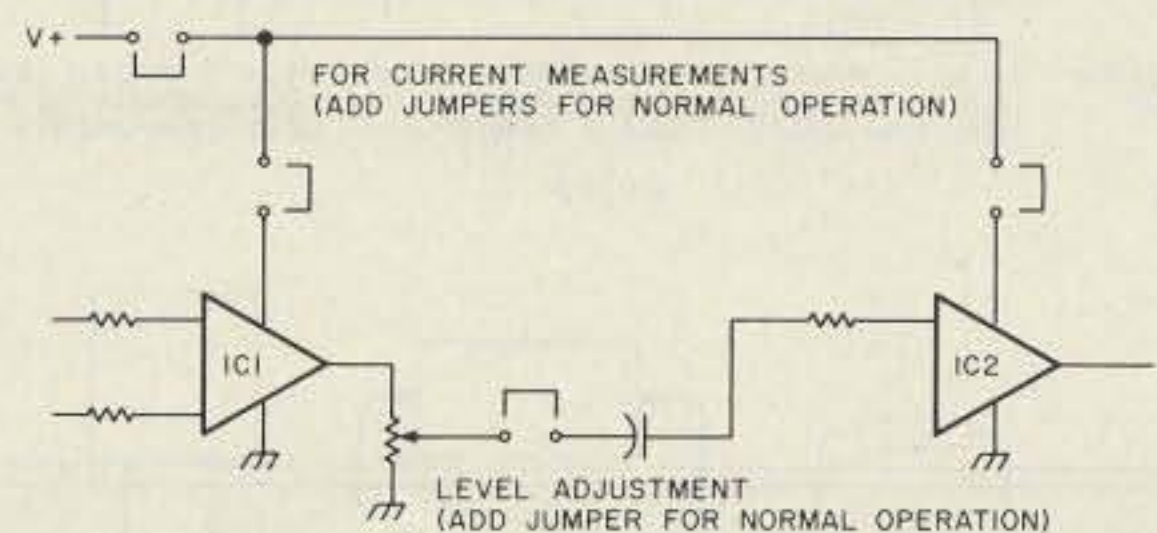 V+
FOR CURRENT MEASUREMENTS
(ADD JUMPERS FOR NORMAL OPERATION)
IC1
IC2
LEVEL ADJUSTMENT
(ADD JUMPER FOR NORMAL OPERATION)